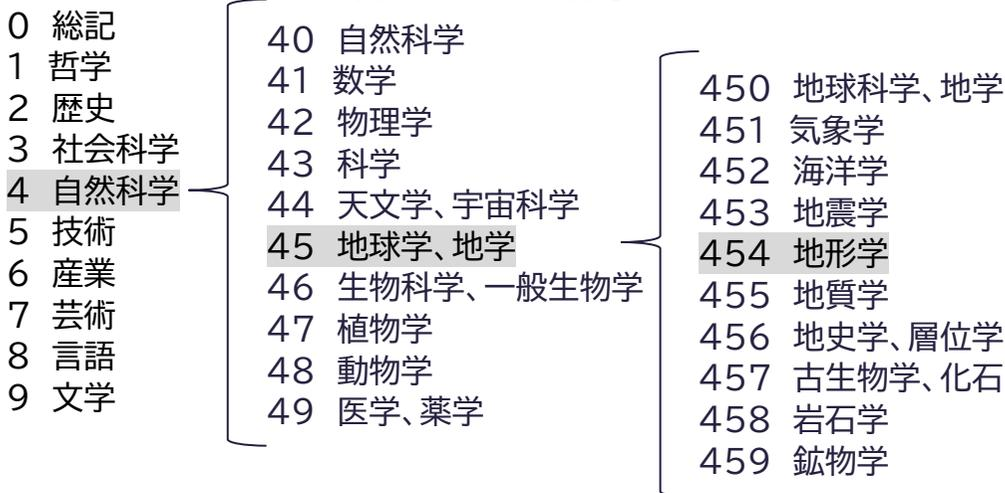 0 総記
1 哲学
2 歴史
3 社会科学
4 自然科学
5 技術
6 産業
7 芸術
8 言語
9 文学
40 自然科学
41 数学
42 物理学
43 科学
44 天文学、宇宙科学
45 地球学、地学
46 生物科学、一般生物学
47 植物学
48 動物学
49 医学、薬学
450 地球科学、地学
451 気象学
452 海洋学
453 地震学
454 地形学
455 地質学
456 地史学、層位学
457 古生物学、化石
458 岩石学
459 鉱物学